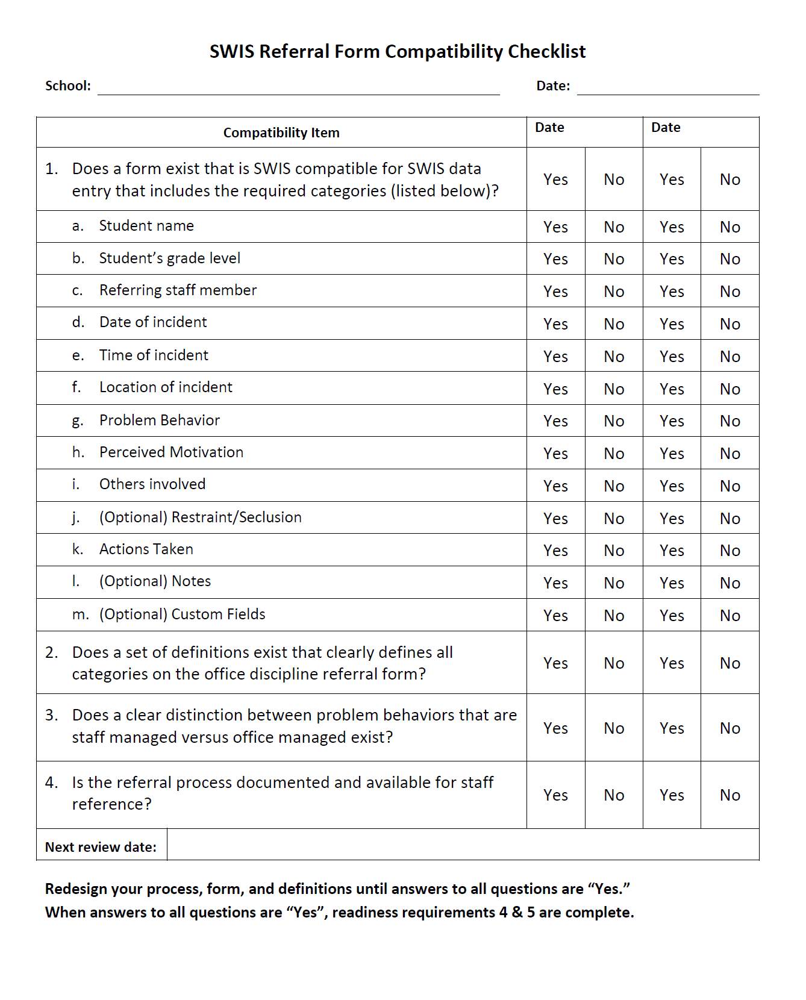 SWIS Referral Form Compatibility Checklist
School: Date:
Compatibility Item Date Date
1. Does a form exist that is SWIS compatible for SWIS data
entry that includes the required categories (listed below)? Yes No Yes No
a. Student name Yes No Yes No
b. Student’s grade level Yes No Yes No
c. Referring staff member Yes No Yes No
d. Date of incident Yes No Yes No
e. Time of incident Yes No Yes No
f. Location of incident Yes No Yes No
g. Problem Behavior Yes No Yes No
h. Perceived Motivation Yes No Yes No
i. Others involved Yes No Yes No
j. (Optional) Restraint/Seclusion Yes No Yes No
k. Actions Taken Yes No Yes No
l. (Optional) Notes Yes No Yes No
m. (Optional) Custom Fields Yes No Yes No
2. Does a set of definitions exist that clearly defines all
categories on the office discipline referral form? Yes No Yes No
3. Does a clear distinction between problem behaviors that are
staff managed versus office managed exist? Yes No Yes No
4. Is the referral process documented and available for staff
reference? Yes No Yes No
Next review date:
Redesign your process, form, and definitions until answers to all questions are “Yes.”
When answers to all questions are “Yes”, readiness requirements 4 & 5 are complete.